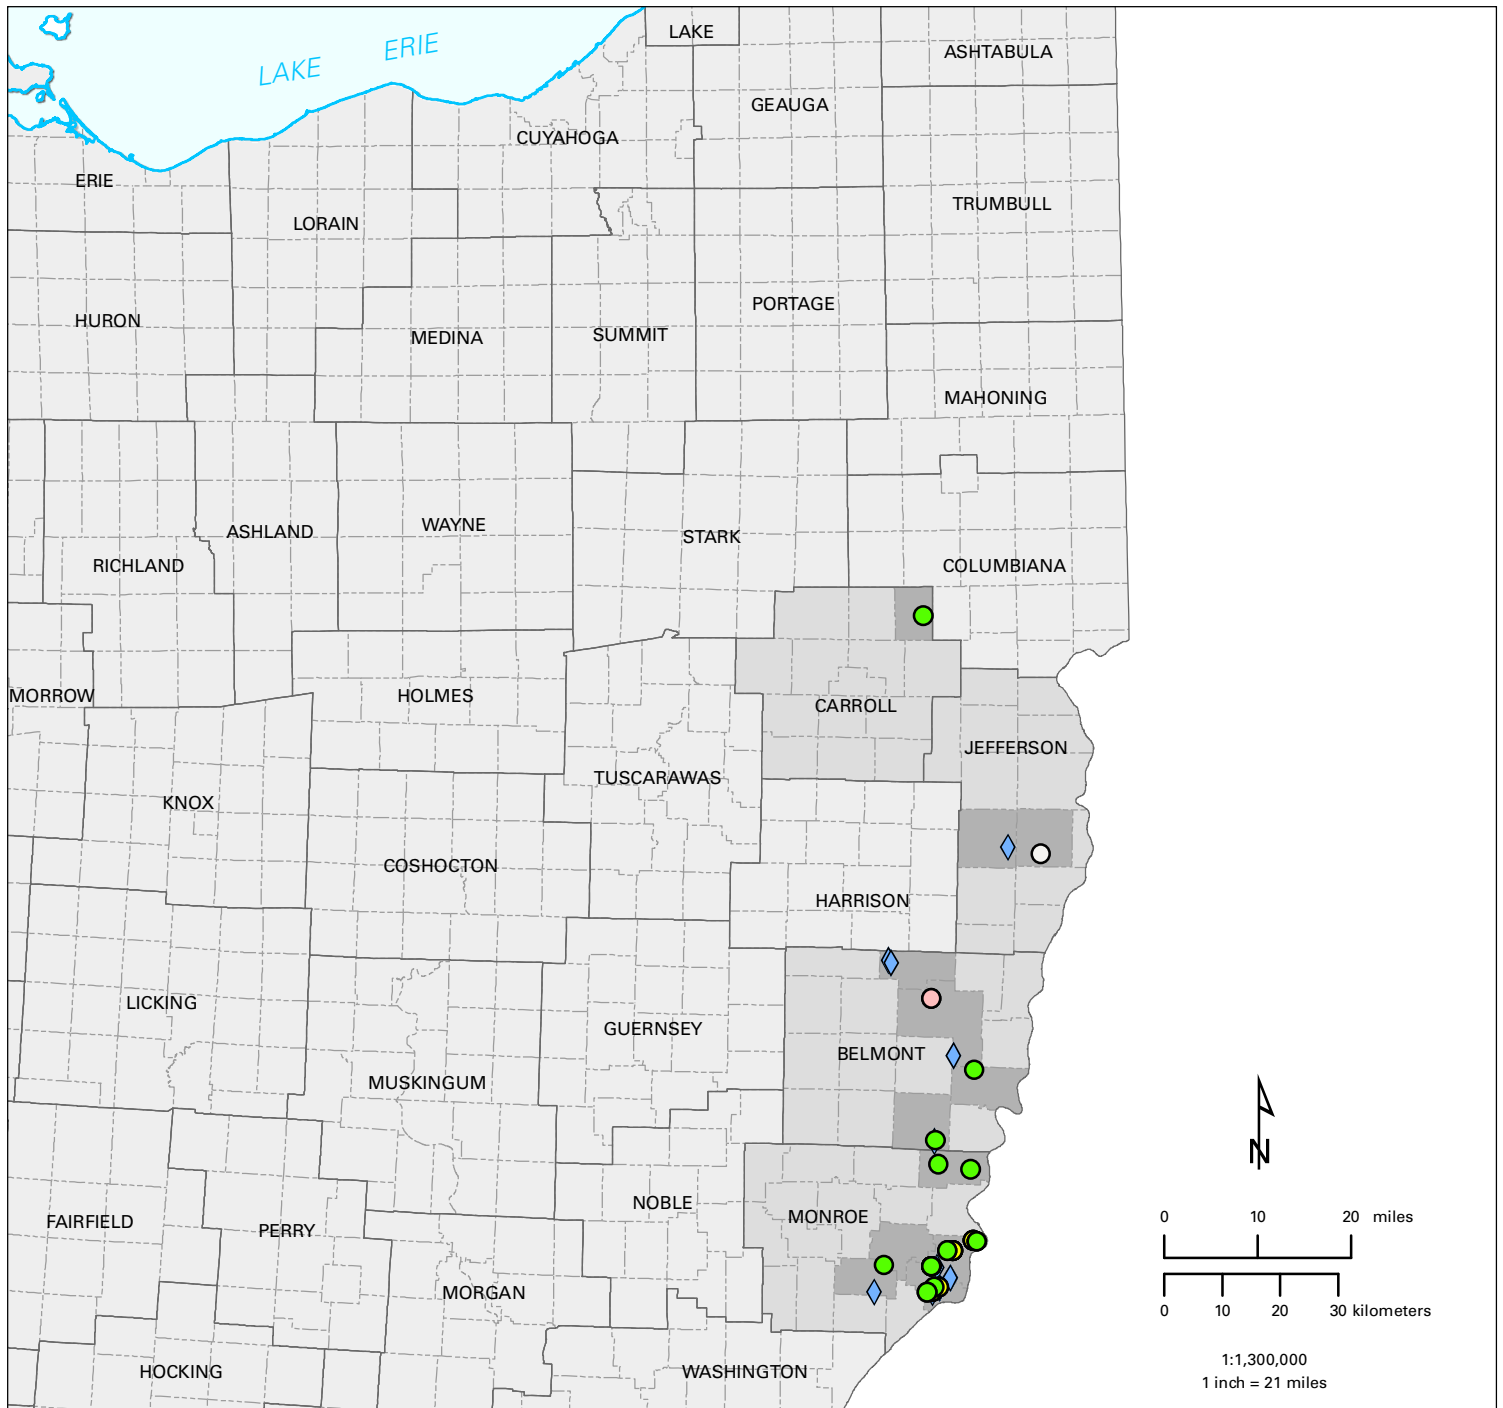 LAKE
ASHTABULA
LAKE ERIE
GEAUGA
CUYAHOGA
ERIE
TRUMBULL
LORAIN
PORTAGE
HURON
SUMMIT
MEDINA
MAHONING
WAYNE
ASHLAND
STARK
RICHLAND
COLUMBIANA
MORROW
HOLMES
CARROLL
JEFFERSON
TUSCARAWAS
KNOX
COSHOCTON
HARRISON
LICKING
GUERNSEY
BELMONT
MUSKINGUM
N
NOBLE
MONROE
FAIRFIELD
PERRY
0 10 20 miles
MORGAN
0 10 20 30 kilometers
HOCKING
WASHINGTON
1:1,300,000
1 inch = 21 miles